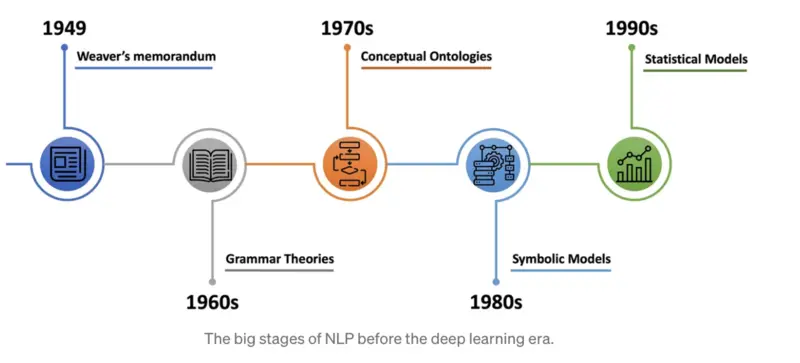 1949
Weaver's memorandum
1960s
Grammar Theories
1970s
Conceptual Ontologies
1980s
Symbolic Models
1990s
Statistical Models
The big stages of NLP before the deep learning era.